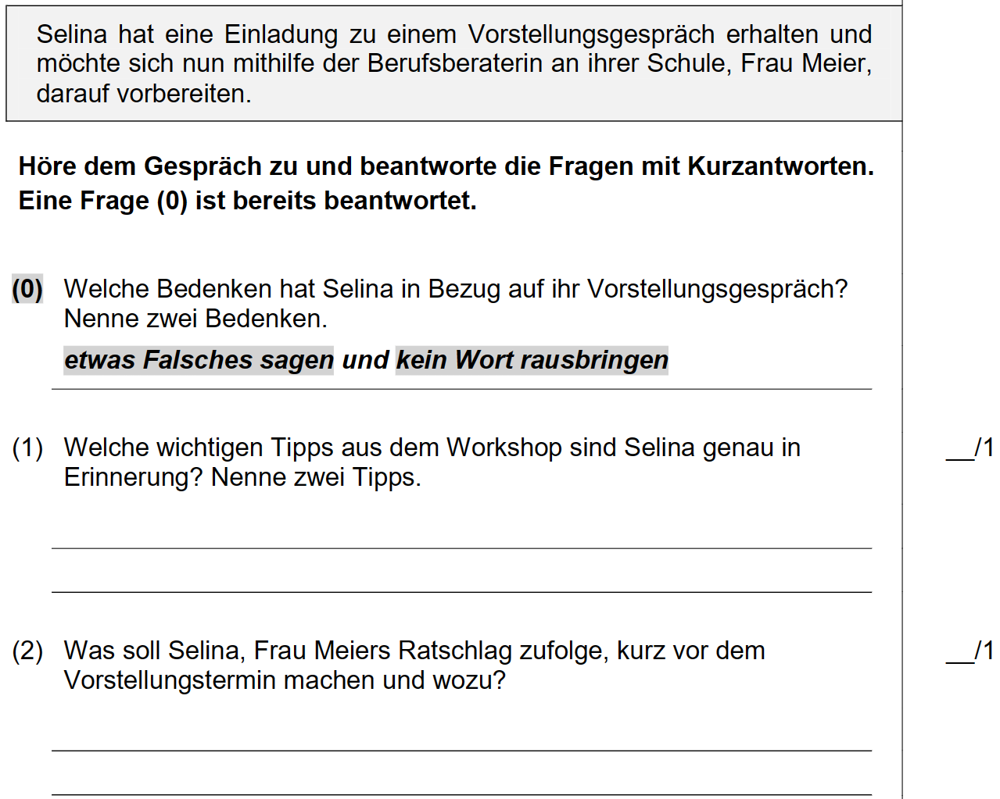 Selina hat eine Einladung zu einem Vorstellungsgespräch erhalten und
möchte sich nun mithilfe der Berufsberaterin an ihrer Schule, Frau Meier,
darauf vorbereiten.
Höre dem Gespräch zu und beantworte die Fragen mit Kurzantworten.
Eine Frage (0) ist bereits beantwortet.
(0) Welche Bedenken hat Selina in Bezug auf ihr Vorstellungsgespräch?
Nenne zwei Bedenken.
etwas Falsches sagen und kein Wort rausbringen
(1) Welche wichtigen Tipps aus dem Workshop sind Selina genau in
Erinnerung? Nenne zwei Tipps.
__/1
(2) Was soll Selina, Frau Meiers Ratschlag zufolge, kurz vor dem
Vorstellungstermin machen und wozu?
__/1